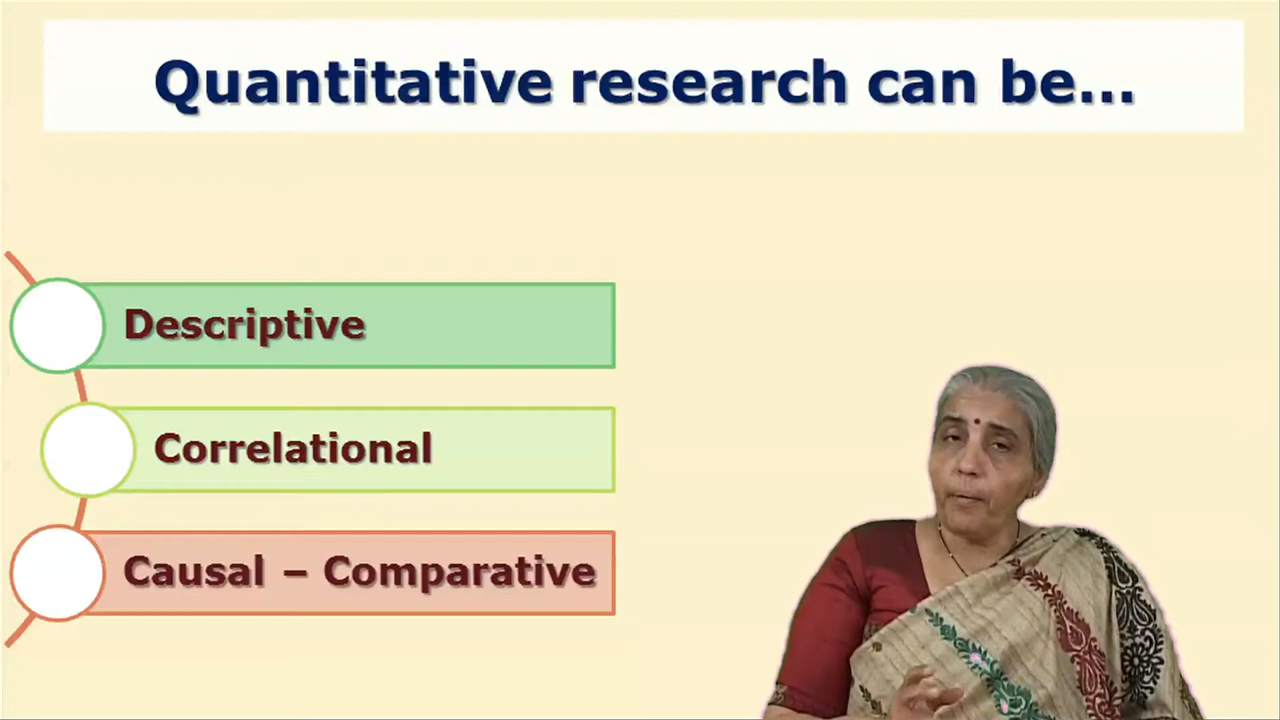 Quantitative research can be...
Descriptive
Correlational
Causal – Comparative